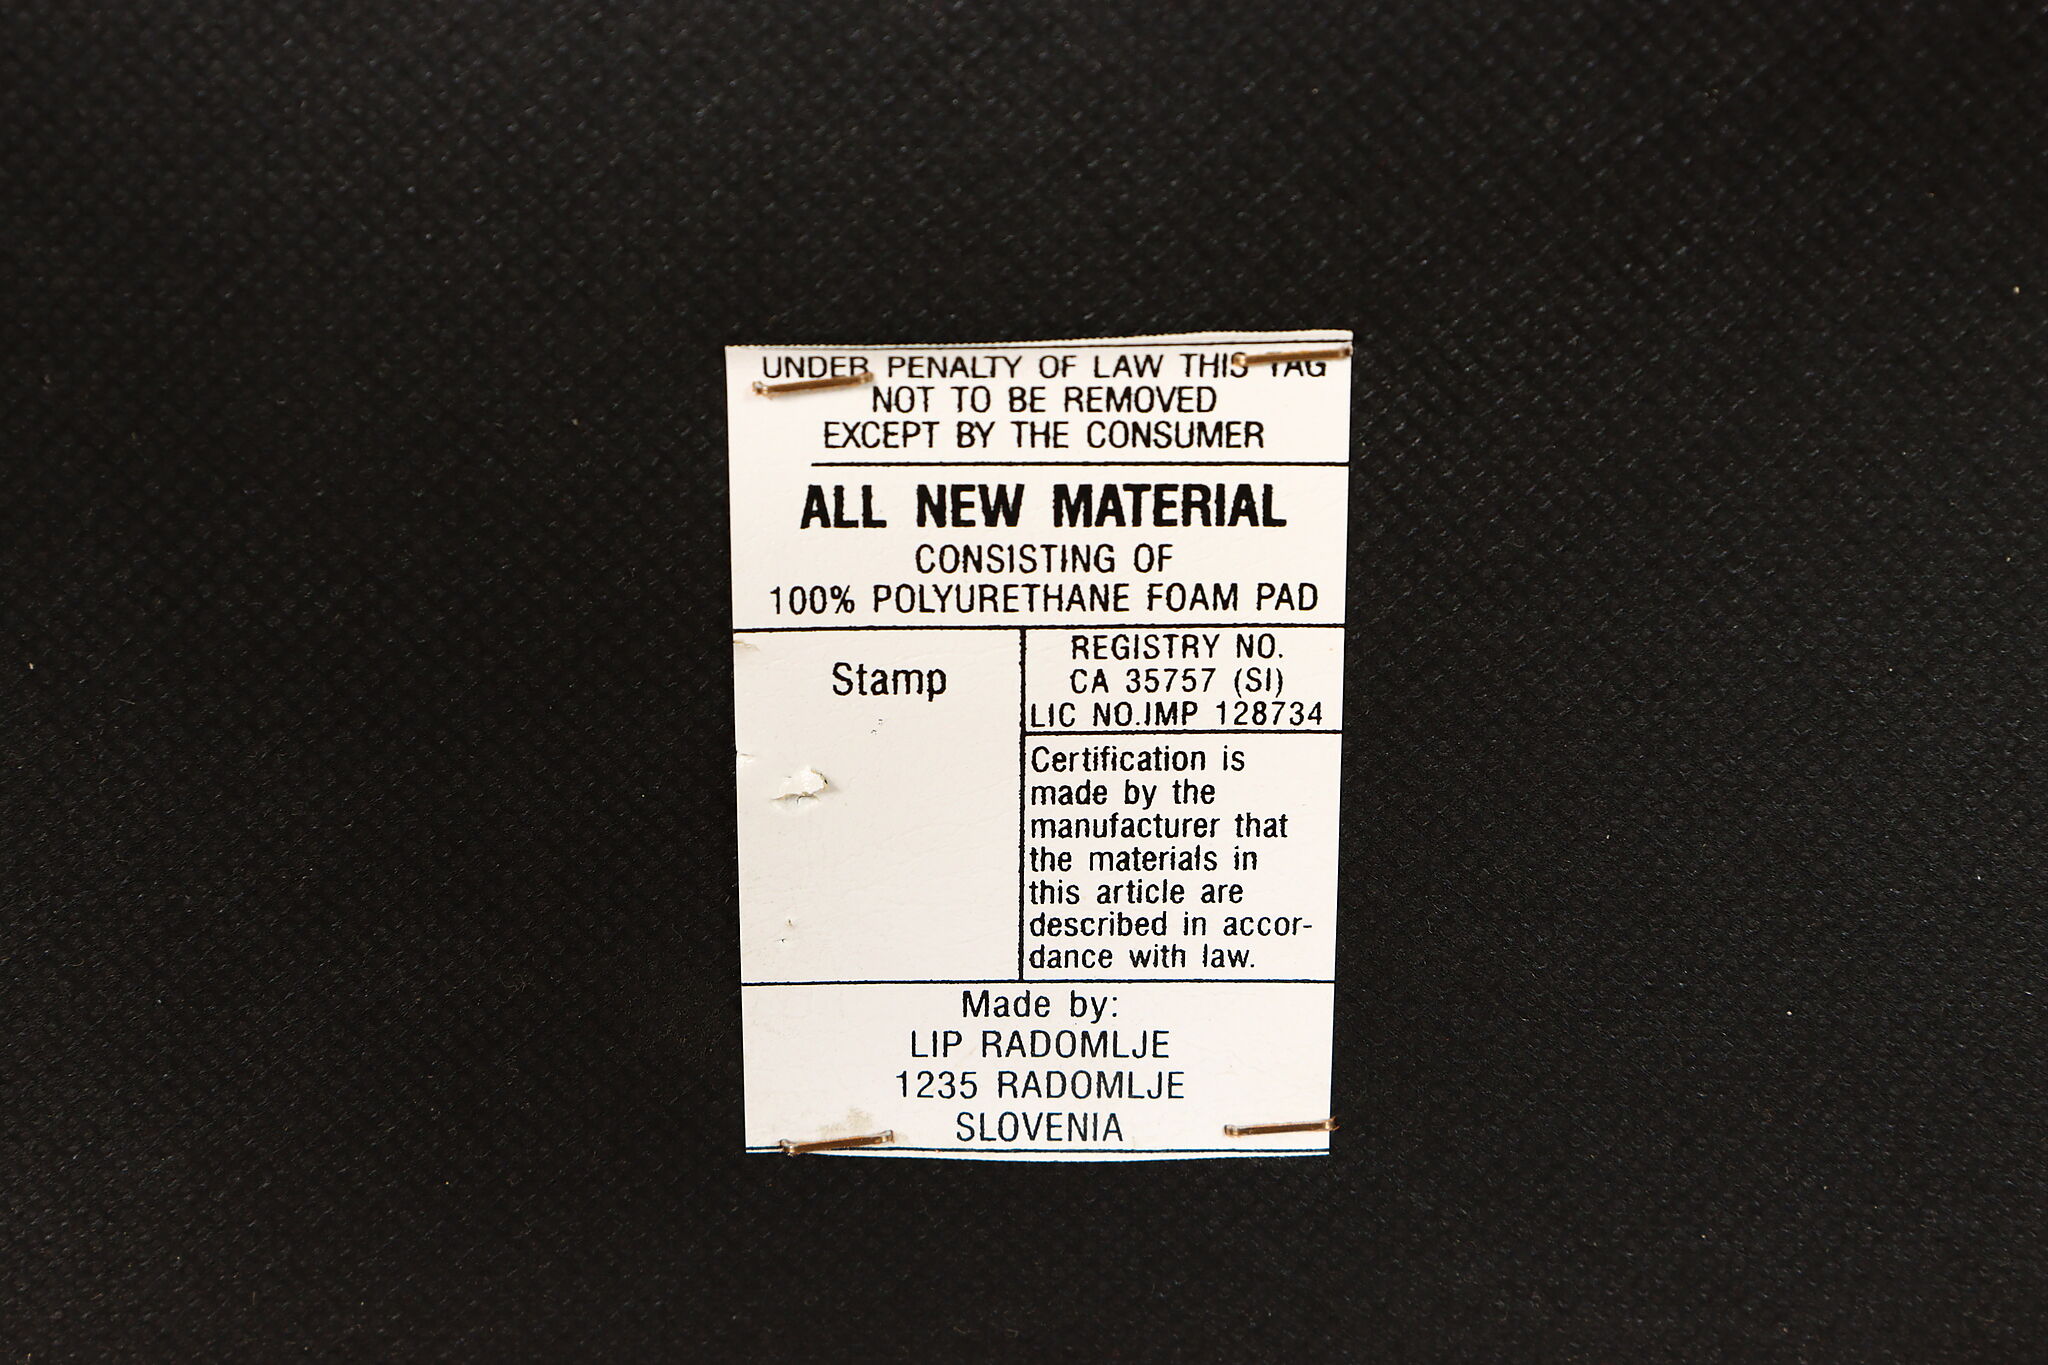 UNDER PENALTY OF LAW THIS TAG
NOT TO BE REMOVED
EXCEPT BY THE CONSUMER
ALL NEW MATERIAL
CONSISTING OF
100% POLYURETHANE FOAM PAD
Stamp
REGISTRY NO.
CA 35757 (SI)
LIC NO.IMP 128734
Certification is
made by the
manufacturer that
the materials in
this article are
described in accor-
dance with law.
Made by:
LIP RADOMLJE
1235 RADOMLJE
SLOVENIA